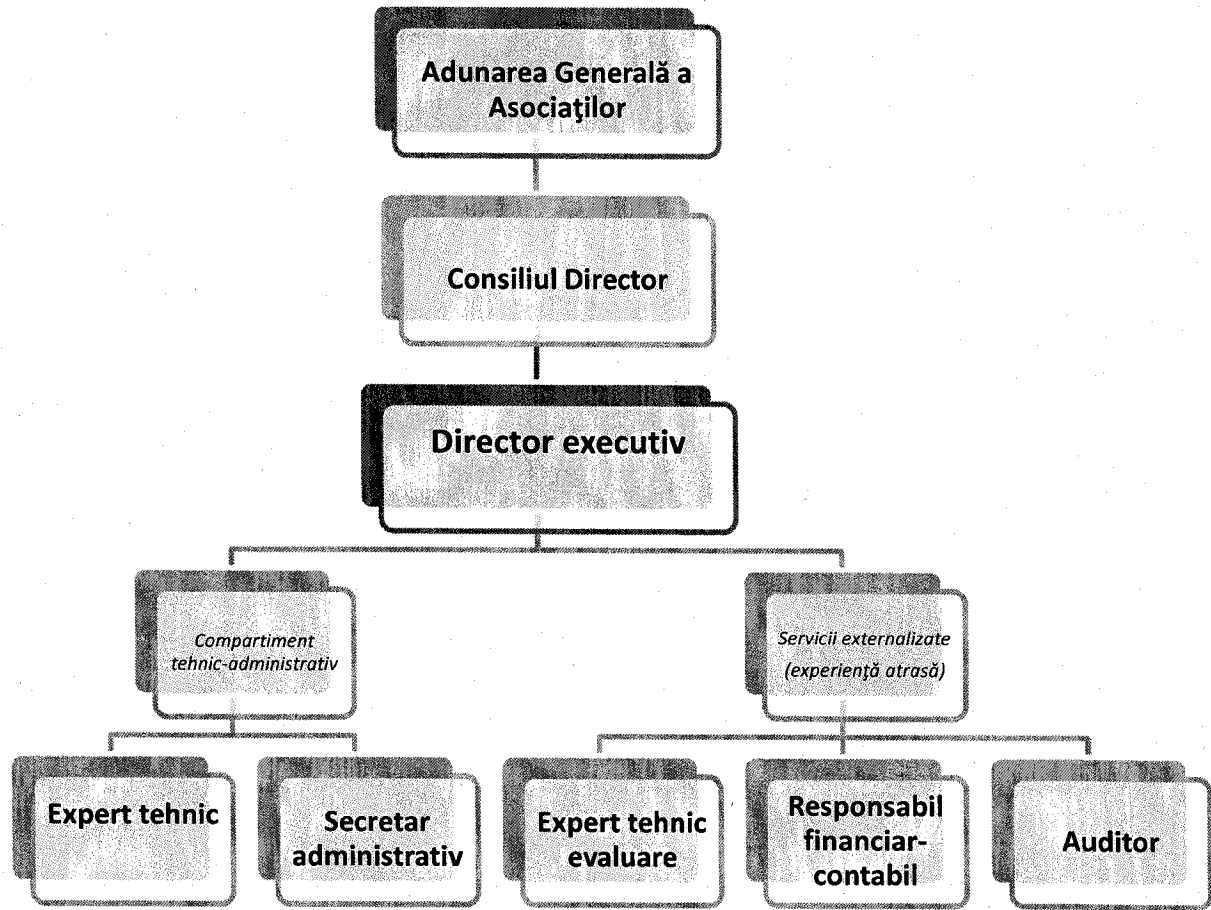 Adunarea Generală a
Asociaţilor
Consiliul Director
Director executiv
Compartiment
tehnic-administrativ
Servicii externalizate
(experienţă atrasă)
Expert tehnic
Secretar
administrativ
Expert tehnic
evaluare
Responsabil
financiar-
contabil
Auditor